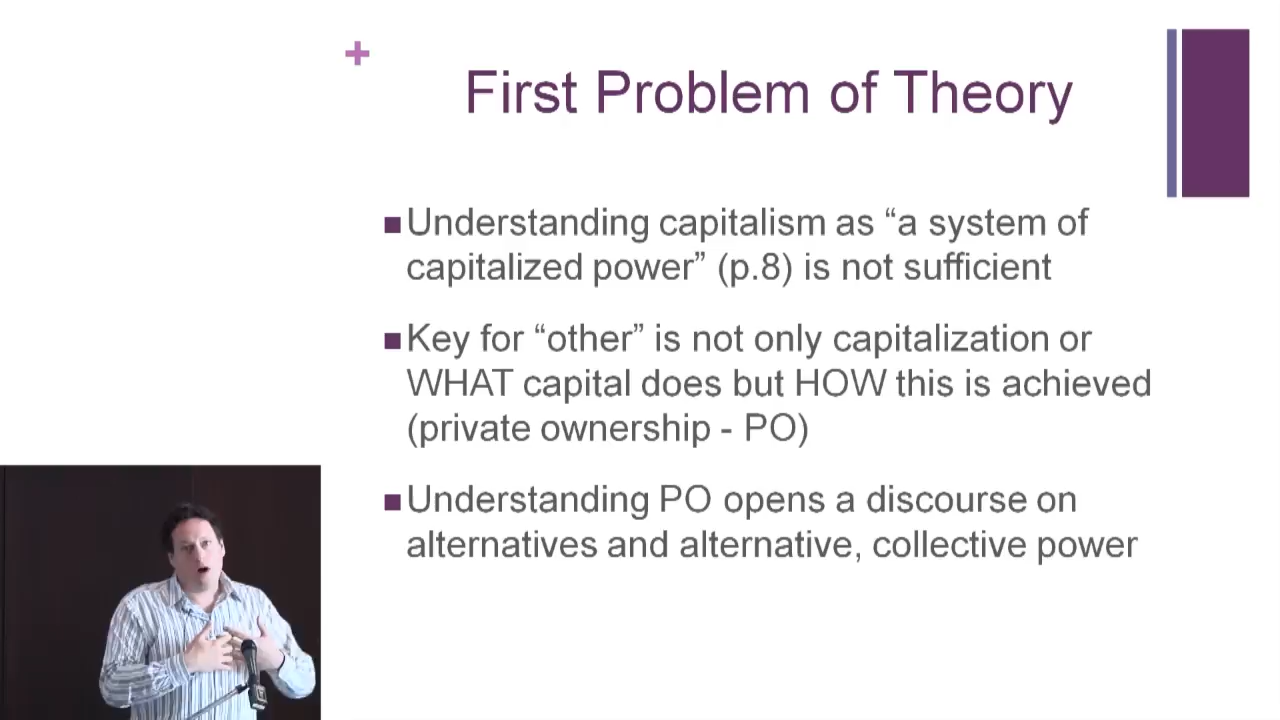 +
First Problem of Theory
■Understanding capitalism as “a system of
capitalized power” (p.8) is not sufficient
■Key for “other” is not only capitalization or
WHAT capital does but HOW this is achieved
(private ownership - PO)
■Understanding PO opens a discourse on
alternatives and alternative, collective power